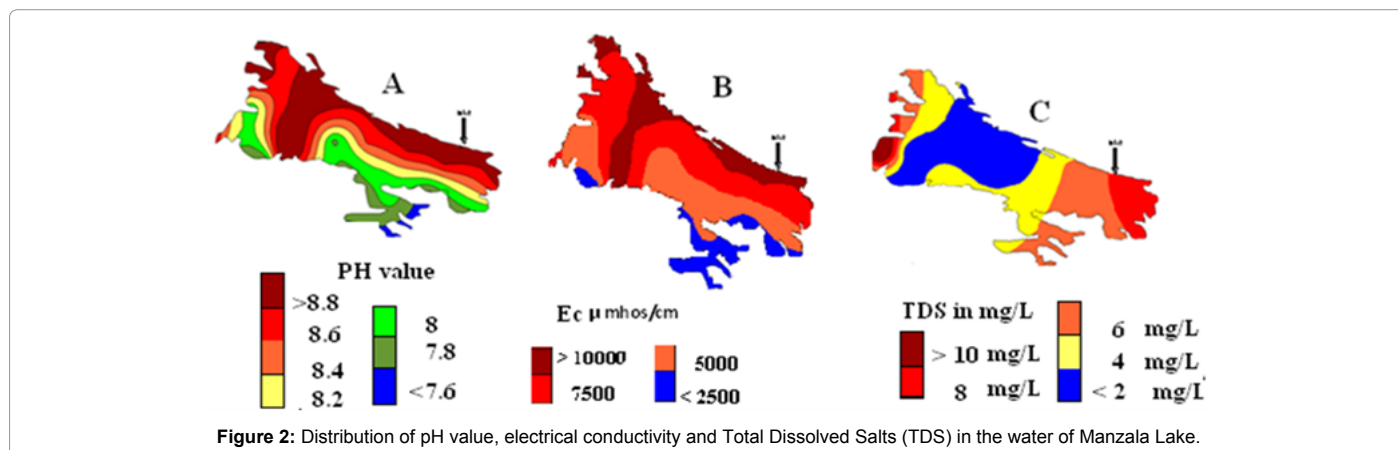 A
B
C
PH value
>8.8
8.6
8.4
8.2
8
7.8
<7.6
Ec µmhos/cm
> 10000
7500
5000
< 2500
TDS in mg/L
> 10 mg/L
8 mg/L
6 mg/L
4 mg/L
< 2 mg/L
Figure 2: Distribution of pH value, electrical conductivity and Total Dissolved Salts (TDS) in the water of Manzala Lake.